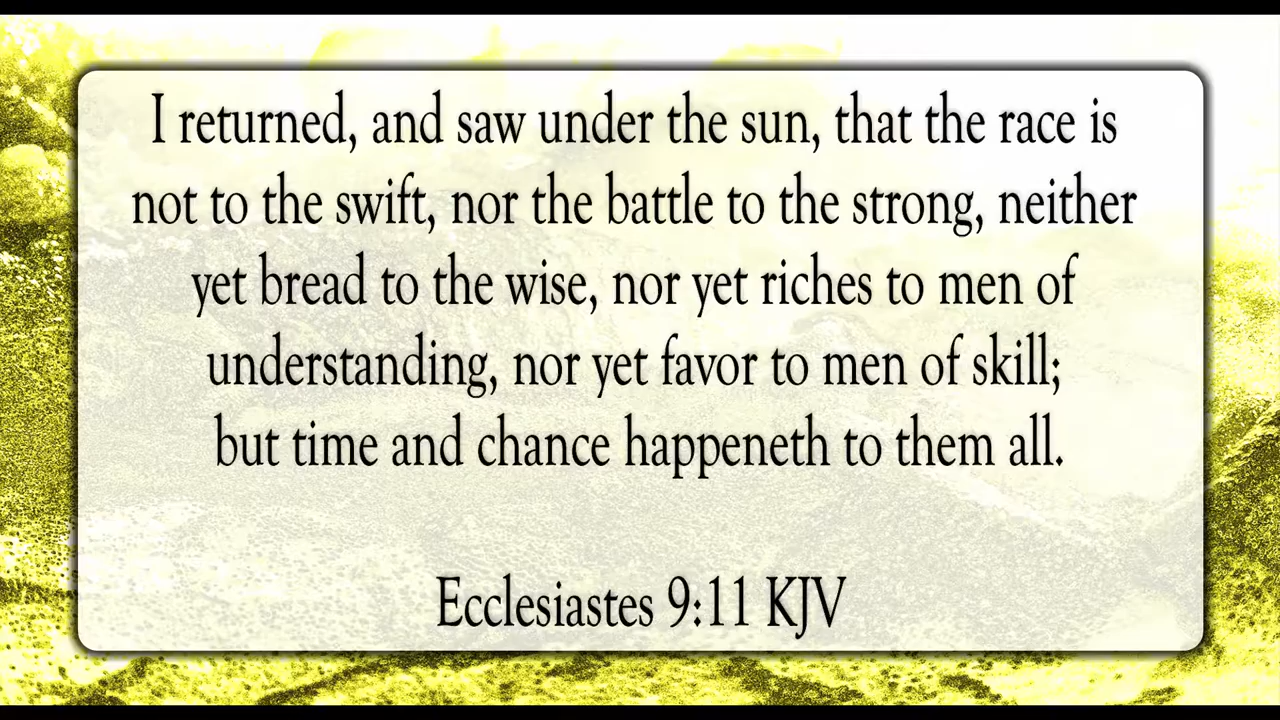 I returned, and saw under the sun, that the race is
not to the swift, nor the battle to the strong, neither
yet bread to the wise, nor yet riches to men of
understanding, nor yet favor to men of skill;
but time and chance happeneth to them all.
Ecclesiastes 9:11 KJV